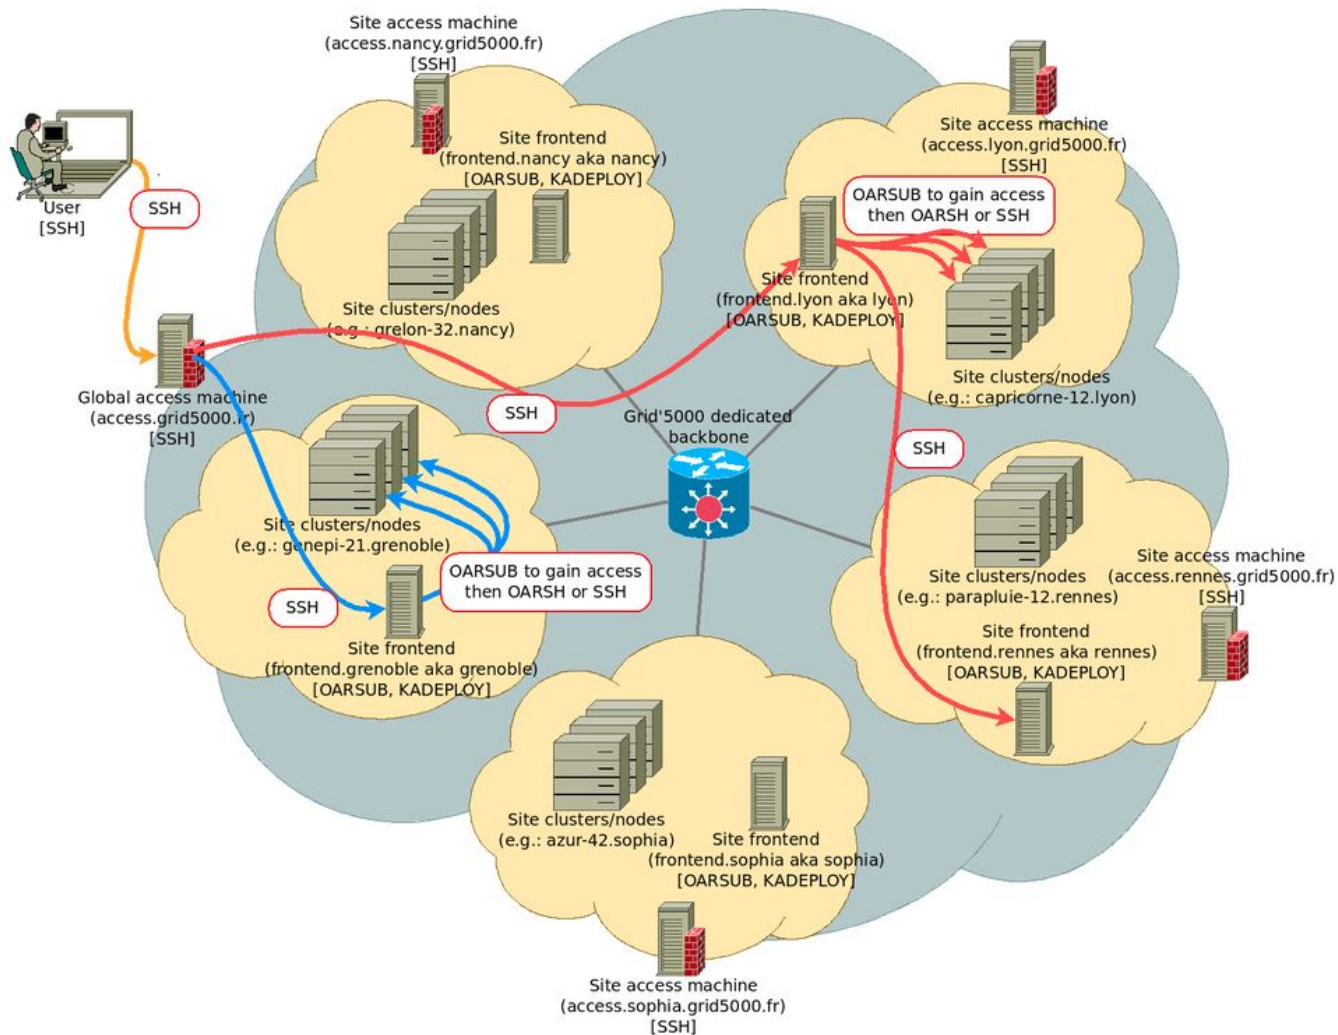 Site access machine
(access.nancy.grid5000.fr)
[SSH]
Site frontend
(frontend.nancy aka nancy)
[OARSUB, KADEPLOY]
Site clusters/nodes
(e.g.: grelon-32.nancy)
Site access machine
(access.lyon.grid5000.fr)
[SSH]
OARSUB to gain access
then OARSH or SSH
Site frontend
(frontend.lyon aka lyon)
[OARSUB, KADEPLOY]
Site clusters/nodes
(e.g.: capricorne-12.lyon)
User
[SSH]
SSH
Global access machine
(access.grid5000.fr)
[SSH]
SSH
Grid'5000 dedicated
backbone
SSH
Site clusters/nodes
(e.g.: genepi-21.grenoble)
OARSUB to gain access
then OARSH or SSH
SSH
Site frontend
(frontend.grenoble aka grenoble)
[OARSUB, KADEPLOY]
Site clusters/nodes
(e.g.: parapluie-12.rennes)
Site access machine
(access.rennes.grid5000.fr)
[SSH]
Site frontend
(frontend.rennes aka rennes)
[OARSUB, KADEPLOY]
Site clusters/nodes
(e.g.: azur-42.sophia)
Site frontend
(frontend.sophia aka sophia)
[OARSUB, KADEPLOY]
Site access machine
(access.sophia.grid5000.fr)
[SSH]